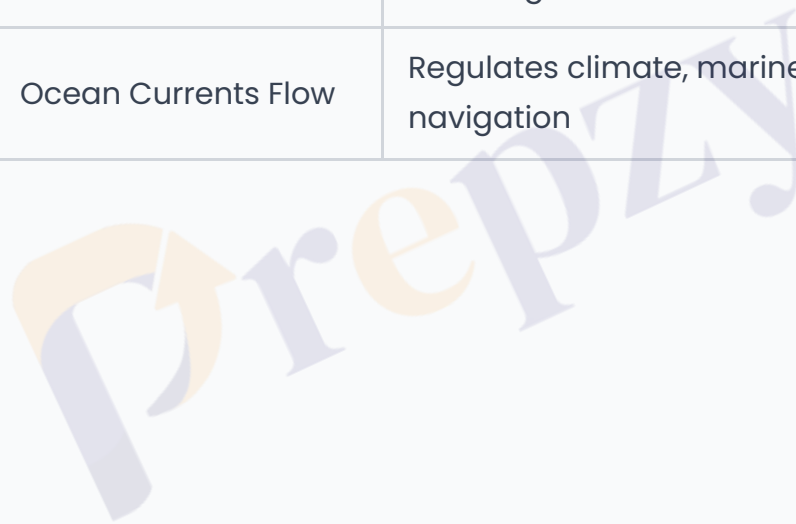 Ocean Currents Flow
Regulates climate, marine
navigation
Prepzy